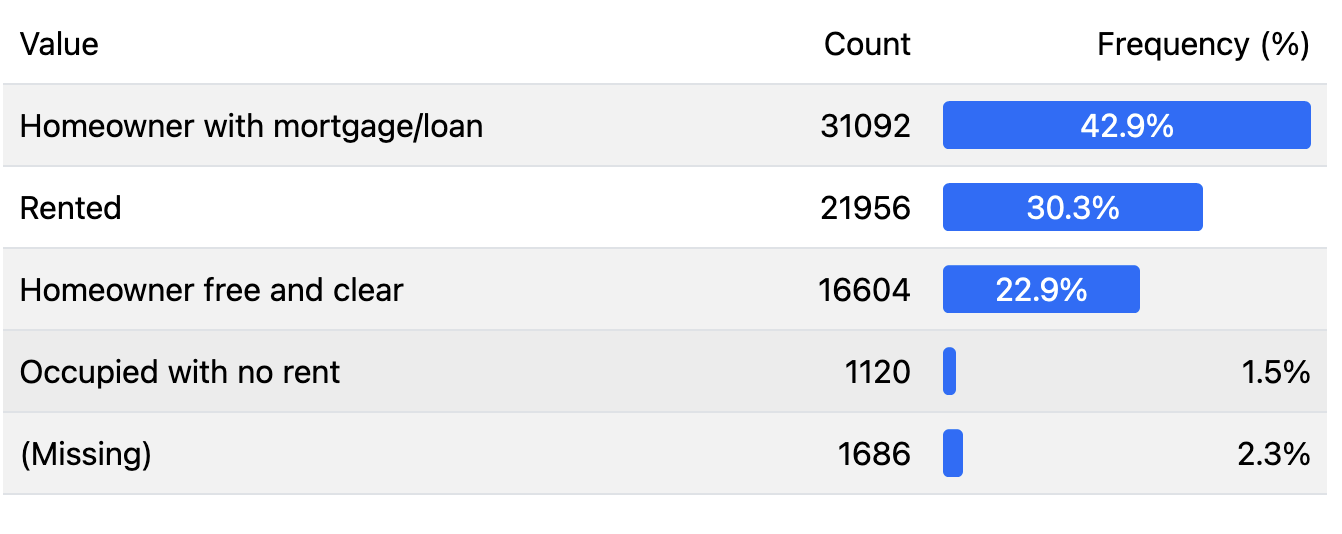 Value Count Frequency (%)
Homeowner with mortgage/loan 31092 42.9%
Rented 21956 30.3%
Homeowner free and clear 16604 22.9%
Occupied with no rent 1120 1.5%
(Missing) 1686 2.3%